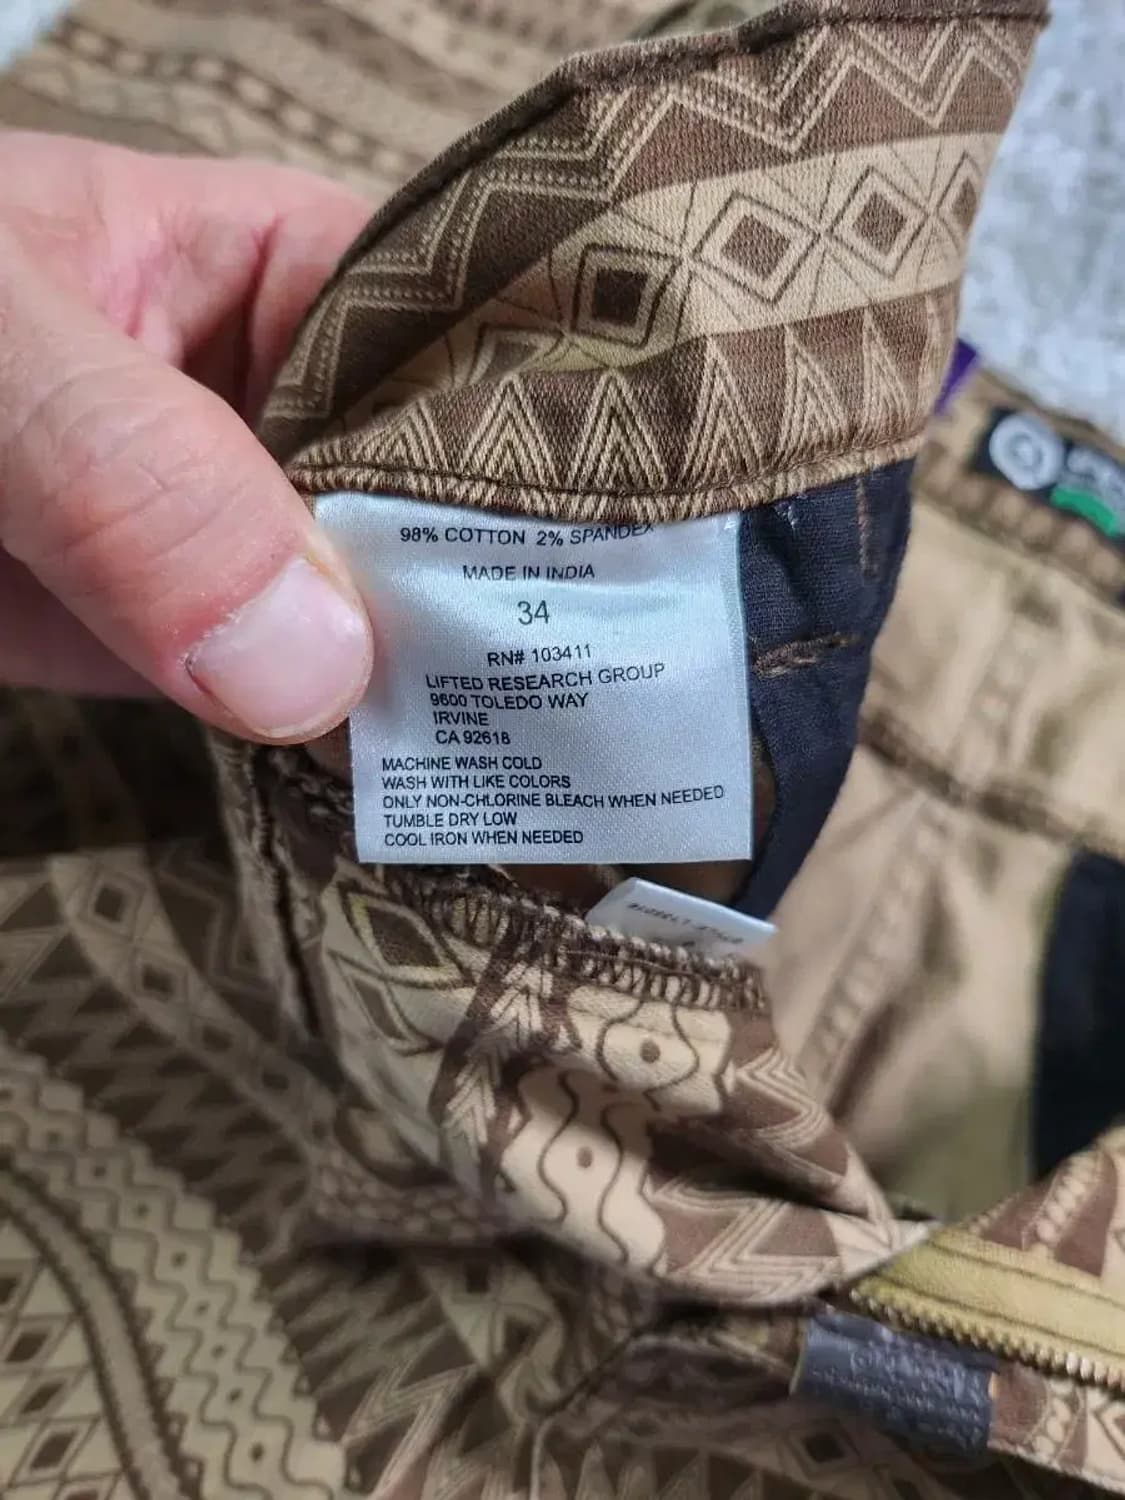 98% COTTON 2% SPANDEX
MADE IN INDIA
34
RN# 103411
LIFTED RESEARCH GROUP
9600 TOLEDO WAY
IRVINE
CA 92618
MACHINE WASH COLD
WASH WITH LIKE COLORS
ONLY NON-CHLORINE BLEACH WHEN NEEDED
TUMBLE DRY LOW
COOL IRON WHEN NEEDED